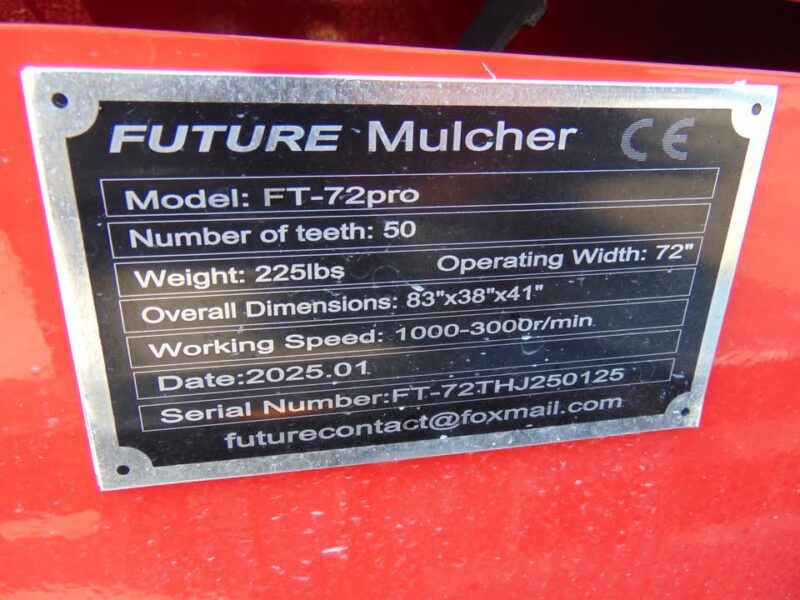 FUTURE Mulcher CE
Model: FT-72pro
Number of teeth: 50
Weight: 225lbs Operating Width: 72"
Overall Dimensions: 83"x38"x41"
Working Speed: 1000-3000r/min
Date:2025.01
Serial Number:FT-72THJ250125
futurecontact@foxmail.com